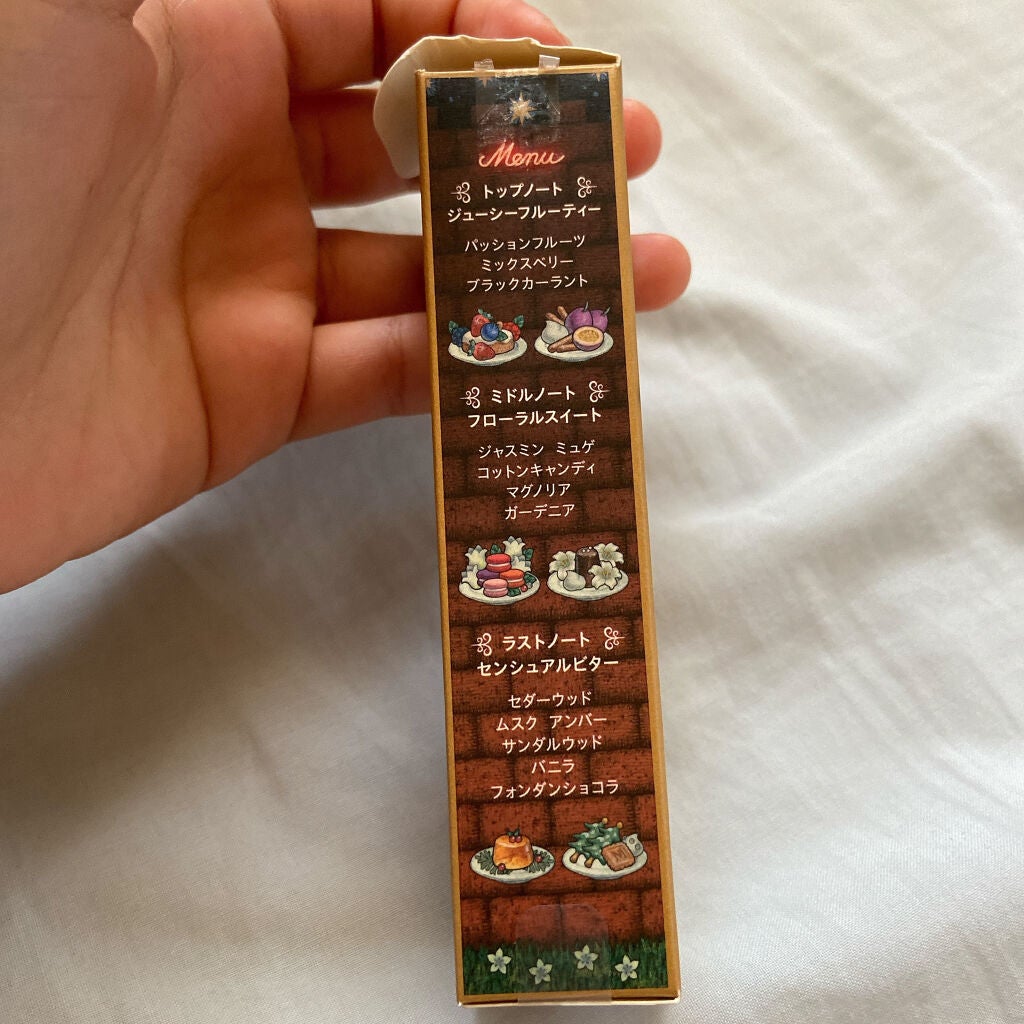 Menu
トップノート
ジューシーフルーティー
パッションフルーツ
ミックスベリー
ブラックカーラント
ミドルノート
フローラルスイート
ジャスミン ミュゲ
コットンキャンディ
マグノリア
ガーデニア
ラストノート
センシュアルビター
セダーウッド
ムスク アンバー
サンダルウッド
バニラ
フォンダンショコラ